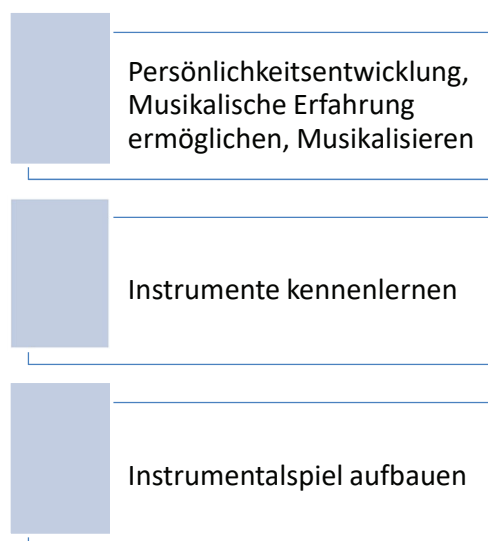 Persönlichkeitsentwicklung,
Musikalische Erfahrung
ermöglichen, Musikalisieren
Instrumente kennenlernen
Instrumentalspiel aufbauen